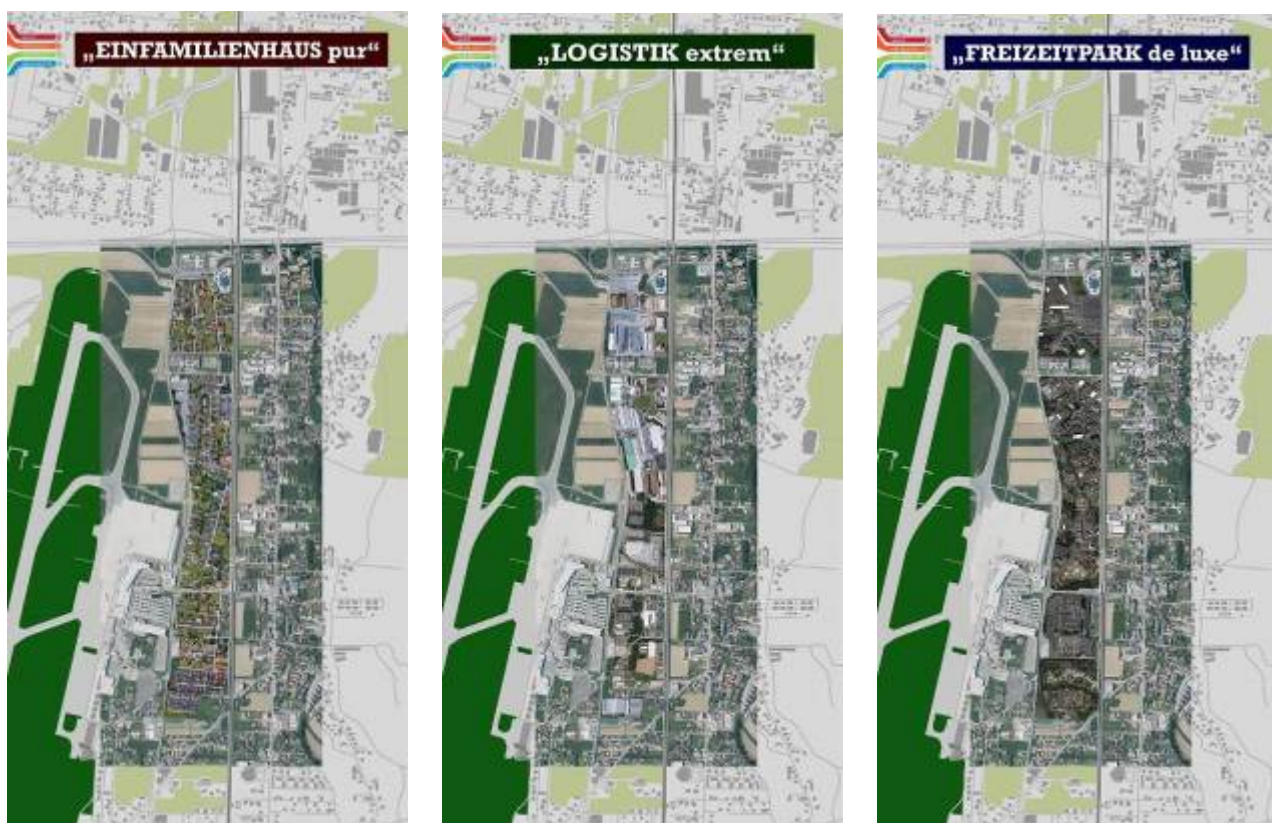 „EINFAMILIENHAUS pur“
„LOGISTIK extrem“
„FREIZEITPARK de luxe“